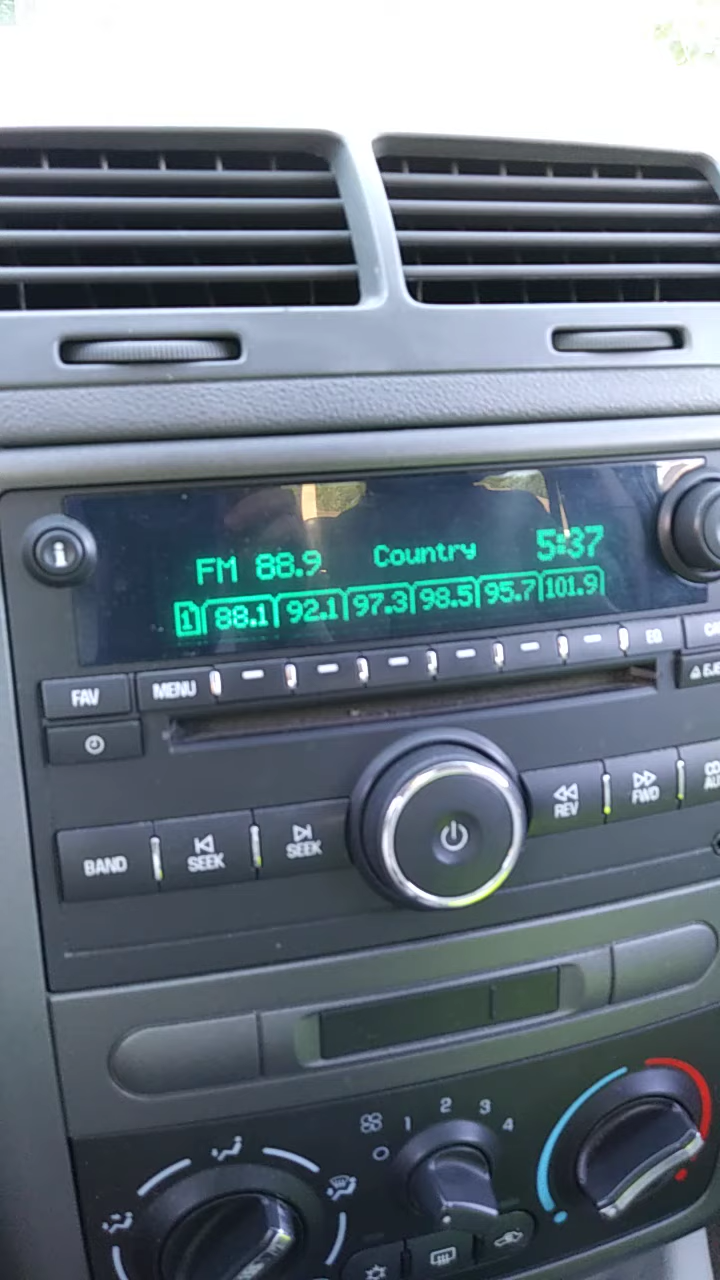 FM 88.9 Country 5:37
1 88.1 92.1 97.3 98.5 95.7 101.9
FAV MENU EQ
BAND SEEK SEEK REV FWD
1 2 3 4